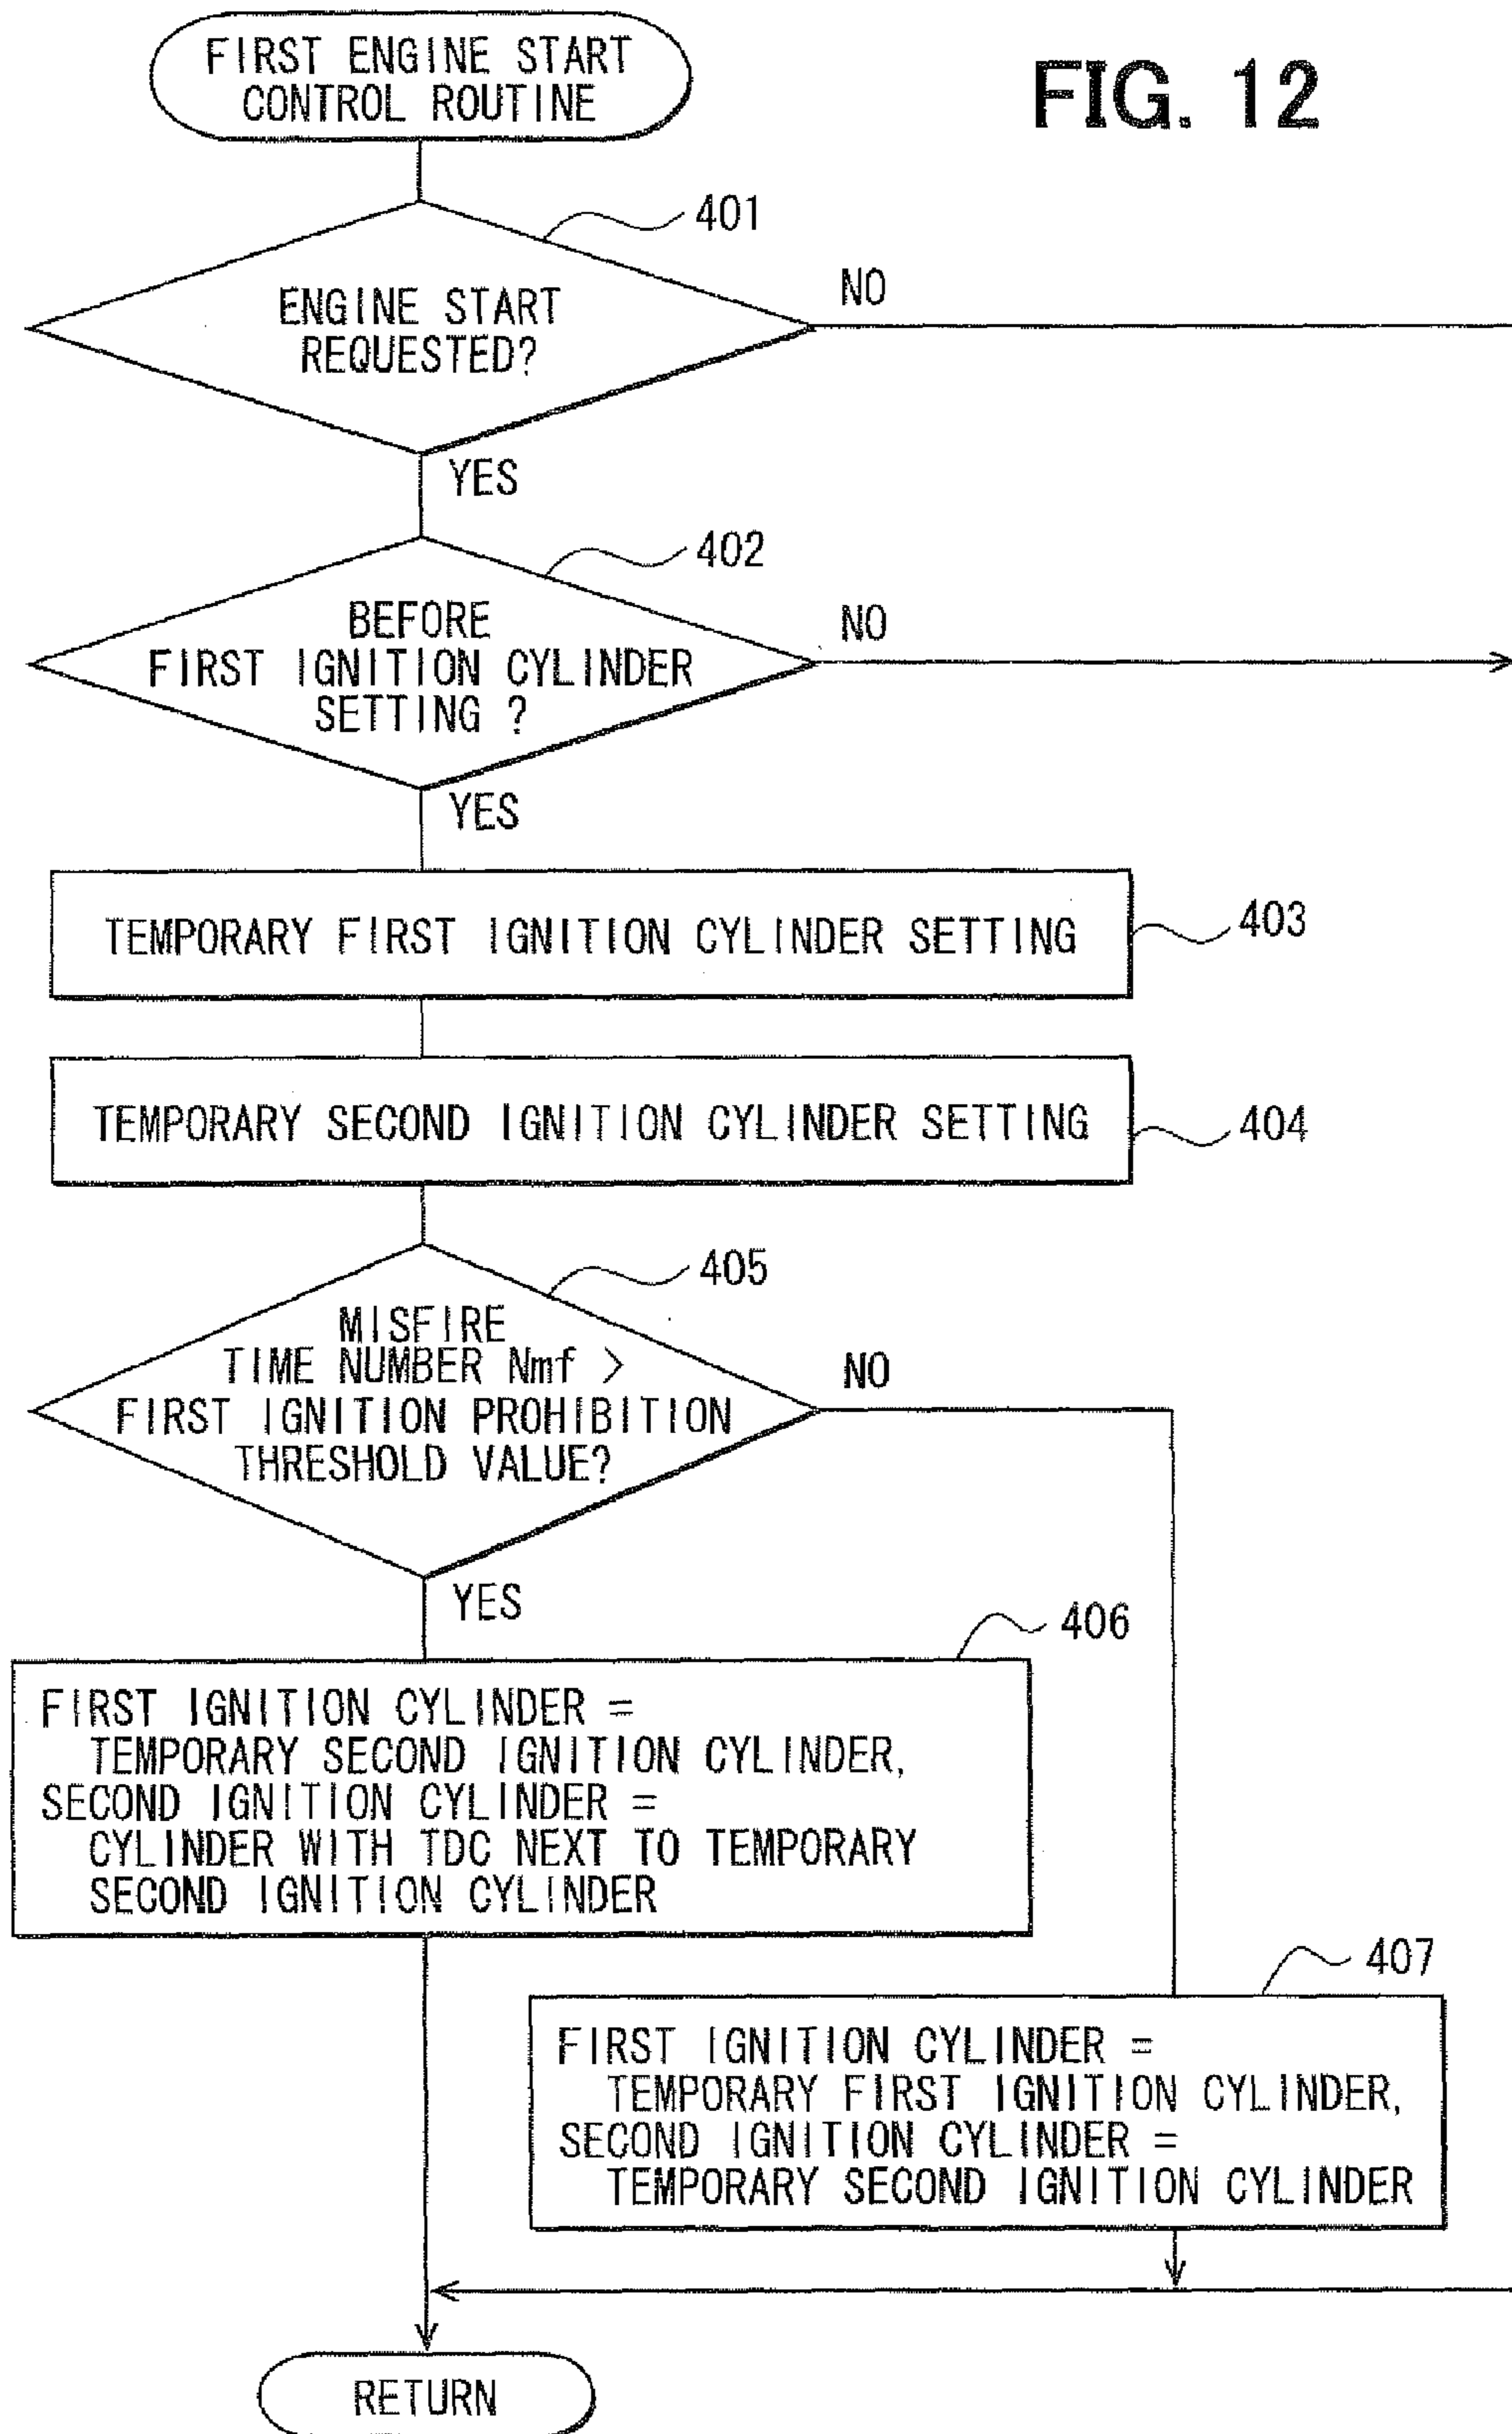 FIRST ENGINE START
CONTROL ROUTINE
FIG. 12
401
ENGINE START
REQUESTED?
NO
YES
402
BEFORE
FIRST IGNITION CYLINDER
SETTING ?
NO
YES
TEMPORARY FIRST IGNITION CYLINDER SETTING
403
TEMPORARY SECOND IGNITION CYLINDER SETTING
404
405
MISFIRE
TIME NUMBER Nmf >
FIRST IGNITION PROHIBITION
THRESHOLD VALUE?
NO
YES
406
FIRST IGNITION CYLINDER =
TEMPORARY SECOND IGNITION CYLINDER,
SECOND IGNITION CYLINDER =
CYLINDER WITH TDC NEXT TO TEMPORARY
SECOND IGNITION CYLINDER
407
FIRST IGNITION CYLINDER =
TEMPORARY FIRST IGNITION CYLINDER,
SECOND IGNITION CYLINDER =
TEMPORARY SECOND IGNITION CYLINDER
RETURN